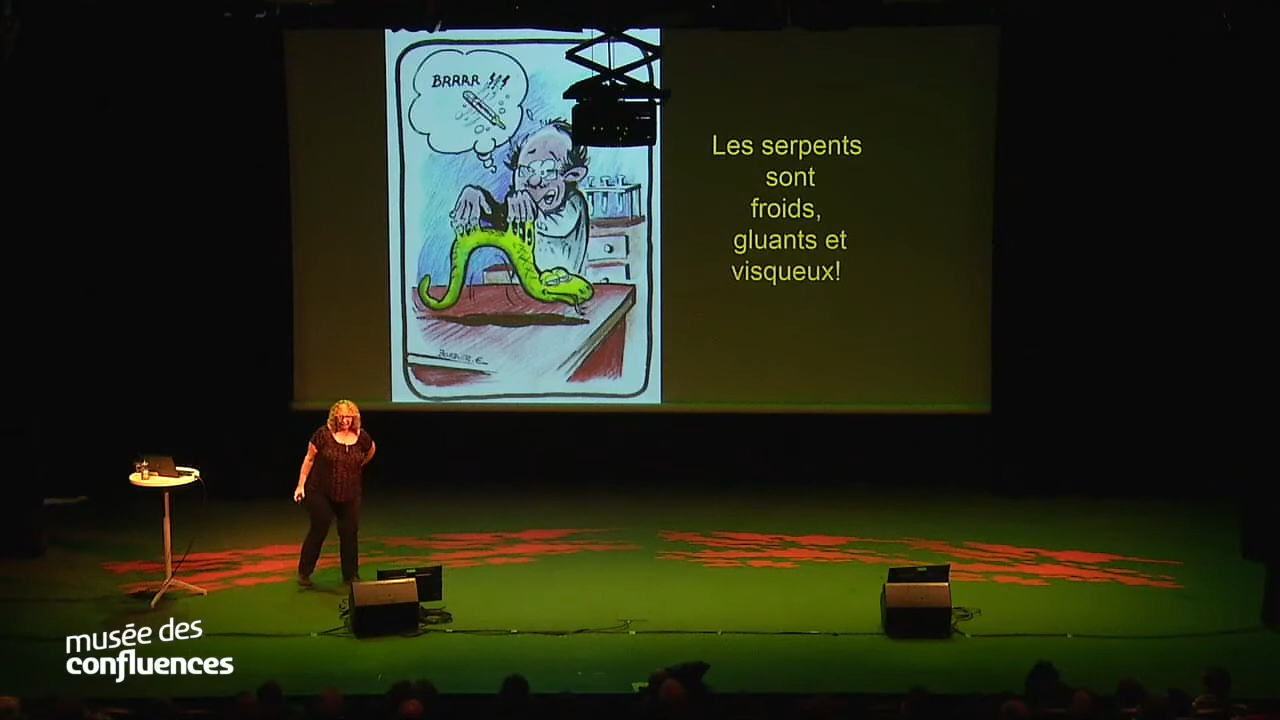 BRRRR
Les serpents
sont
froids,
gluants et
visqueux!
musée des
confluences